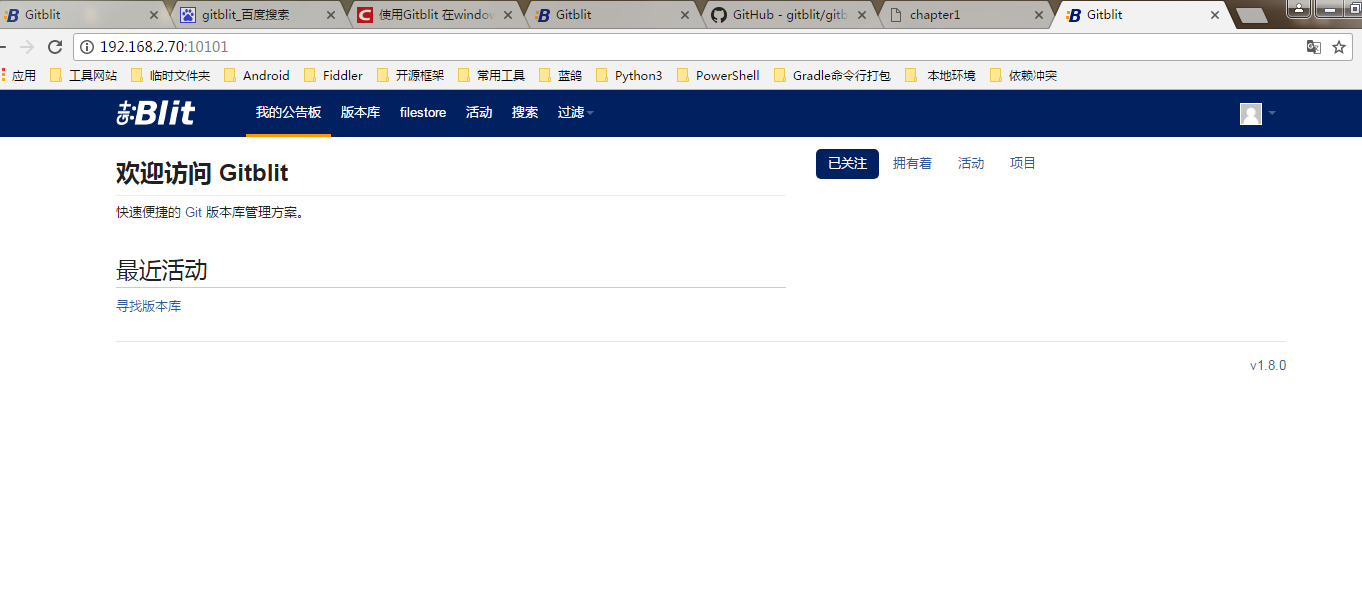 Gitblit
gitblit_百度搜索
使用Gitblit 在window
Gitblit
GitHub - gitblit/gitb
chapter1
Gitblit
192.168.2.70:10101
应用 工具网站 临时文件夹 Android Fiddler 开源框架 常用工具 蓝鸽 Python3 PowerShell Gradle命令行打包 本地环境 依赖冲突
Blit 我的公告板 版本库 filestore 活动 搜索 过滤
欢迎访问 Gitblit
快速便捷的 Git 版本库管理方案。
已关注 拥有着 活动 项目
最近活动
寻找版本库
v1.8.0